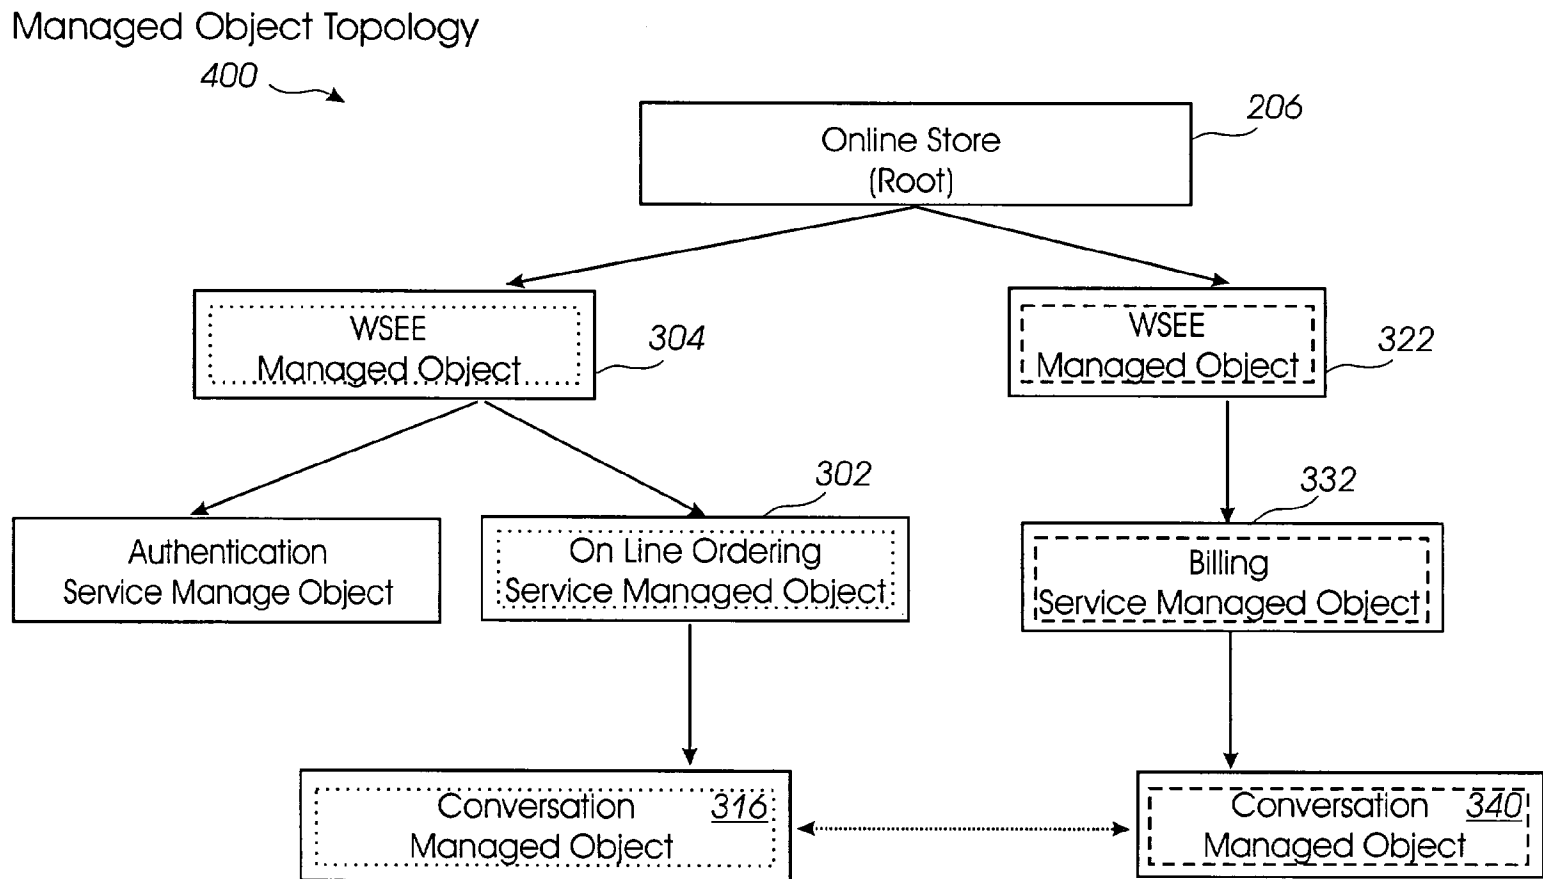 Managed Object Topology
400
206
Online Store
(Root)
WSEE
Managed Object
304
WSEE
Managed Object
322
302
332
Authentication
Service Manage Object
On Line Ordering
Service Managed Object
Billing
Service Managed Object
Conversation 316
Managed Object
Conversation 340
Managed Object